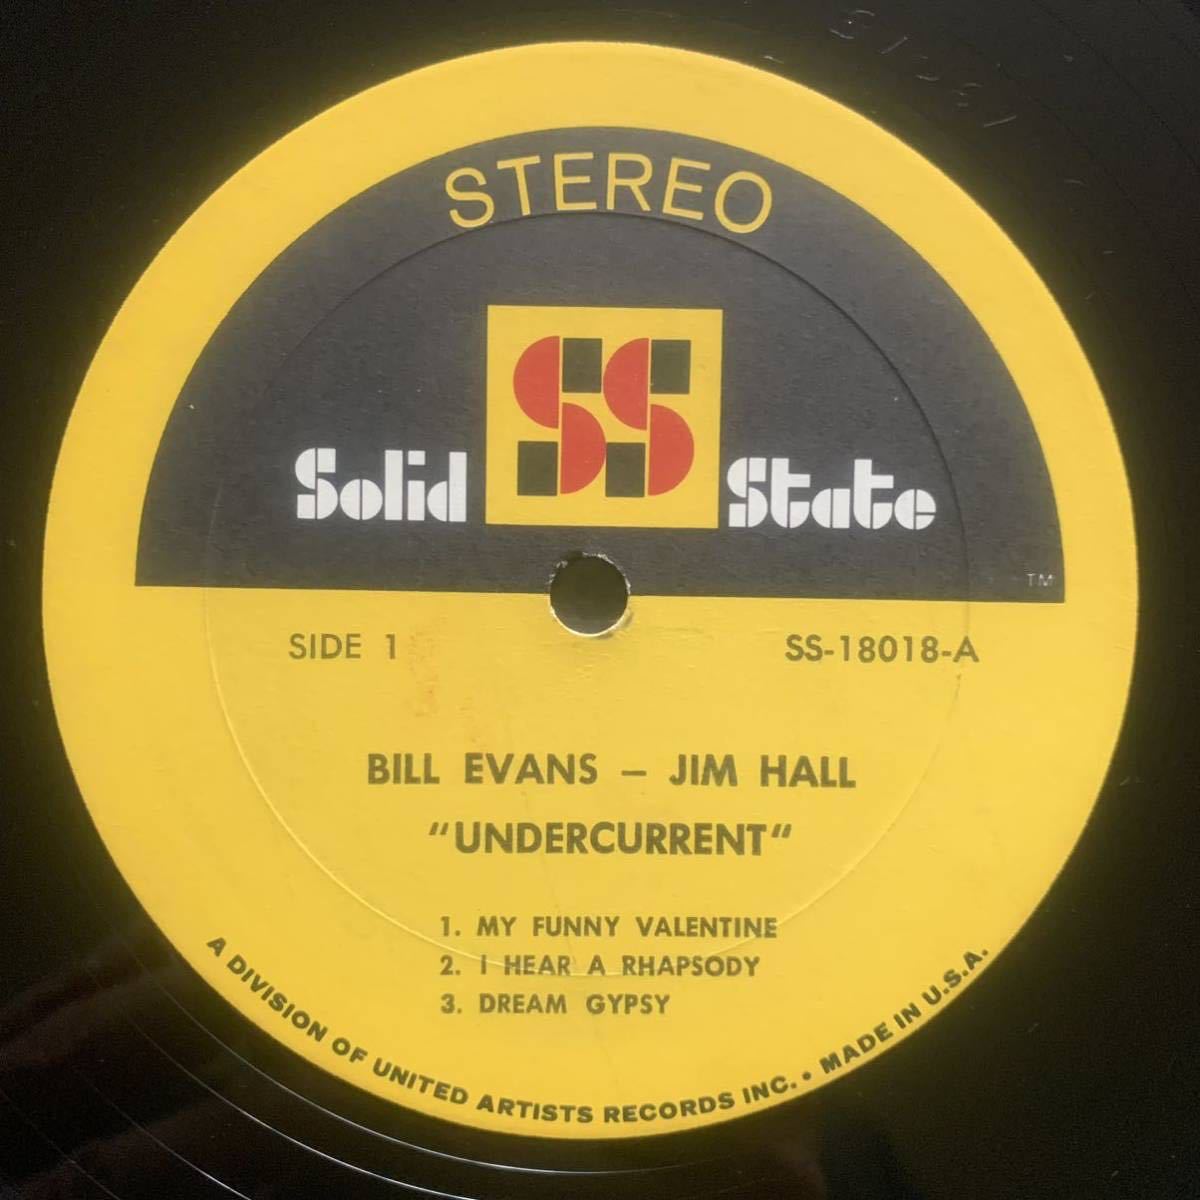 STEREO
SS
Solid State
TM
SIDE 1 SS-18018-A
BILL EVANS – JIM HALL
"UNDERCURRENT"
1. MY FUNNY VALENTINE
2. I HEAR A RHAPSODY
3. DREAM GYPSY
A DIVISION OF UNITED ARTISTS RECORDS INC. • MADE IN U.S.A.